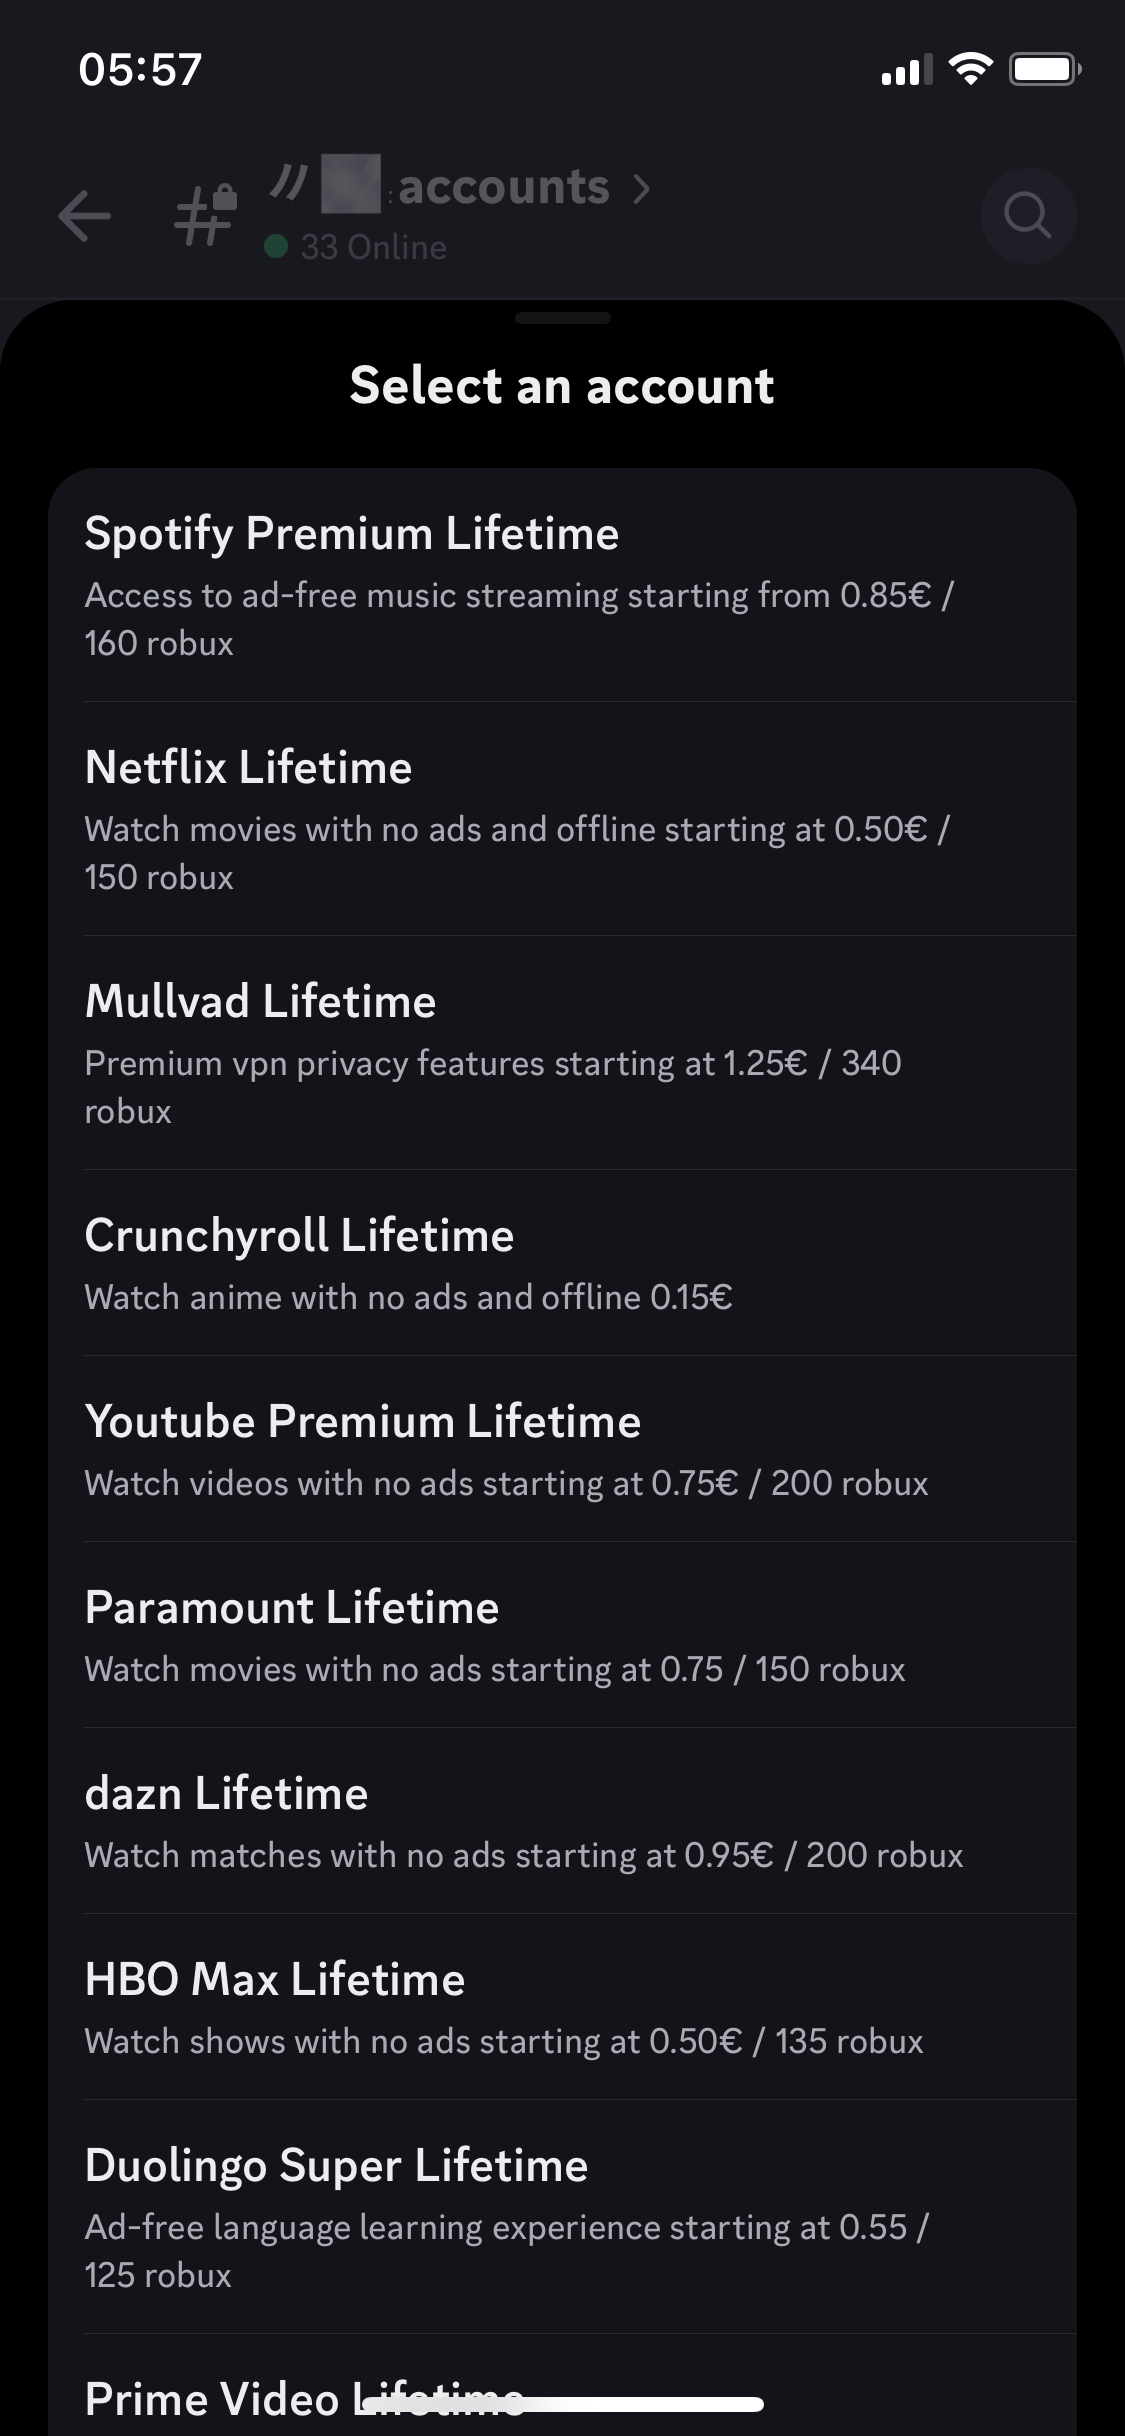 05:57
〃 : accounts
33 Online
Select an account
Spotify Premium Lifetime
Access to ad-free music streaming starting from 0.85€ /
160 robux
Netflix Lifetime
Watch movies with no ads and offline starting at 0.50€ /
150 robux
Mullvad Lifetime
Premium vpn privacy features starting at 1.25€ / 340
robux
Crunchyroll Lifetime
Watch anime with no ads and offline 0.15€
Youtube Premium Lifetime
Watch videos with no ads starting at 0.75€ / 200 robux
Paramount Lifetime
Watch movies with no ads starting at 0.75 / 150 robux
dazn Lifetime
Watch matches with no ads starting at 0.95€ / 200 robux
HBO Max Lifetime
Watch shows with no ads starting at 0.50€ / 135 robux
Duolingo Super Lifetime
Ad-free language learning experience starting at 0.55 /
125 robux
Prime Video Lifetime